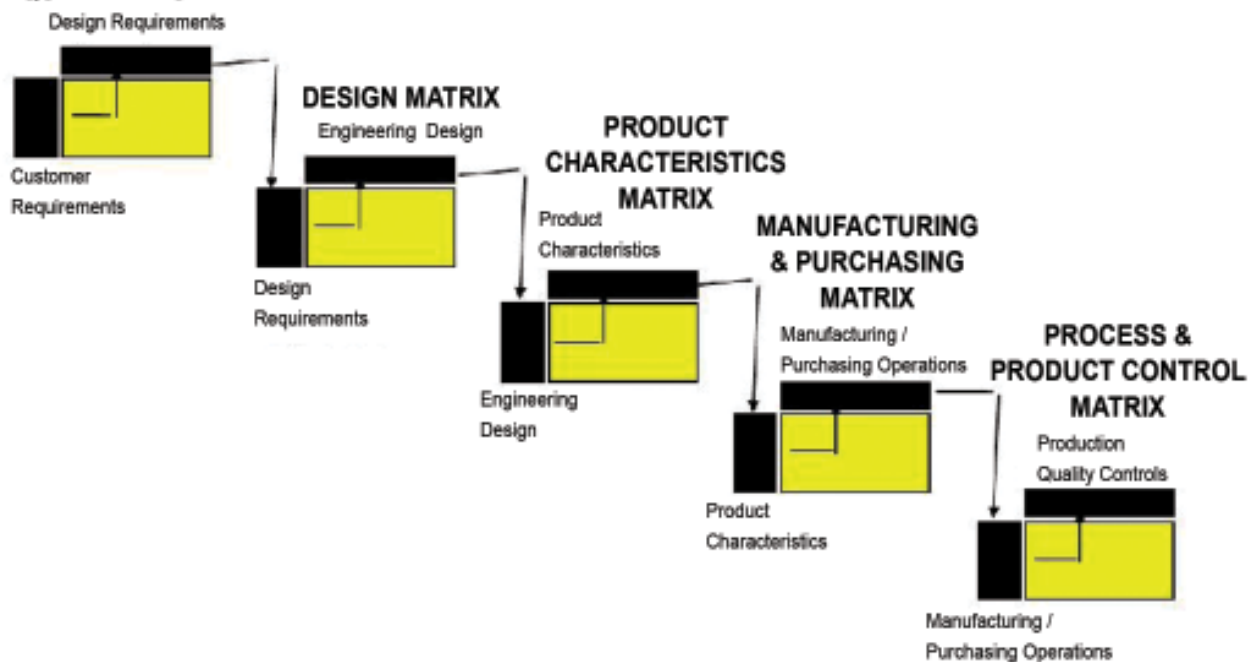 Design Requirements
Customer
Requirements
DESIGN MATRIX
Engineering Design
Design
Requirements
PRODUCT
CHARACTERISTICS
MATRIX
Product
Characteristics
Engineering
Design
MANUFACTURING
& PURCHASING
MATRIX
Manufacturing /
Purchasing Operations
Product
Characteristics
PROCESS &
PRODUCT CONTROL
MATRIX
Production
Quality Controls
Manufacturing /
Purchasing Operations